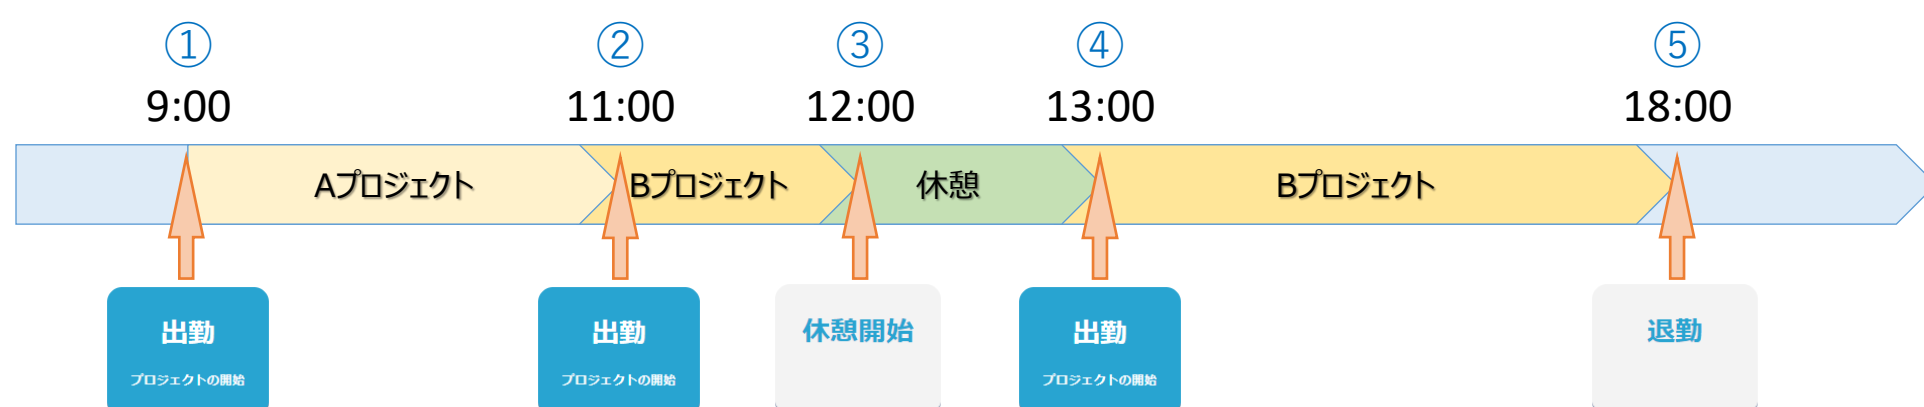 ① ② ③ ④ ⑤
9:00 11:00 12:00 13:00 18:00
Aプロジェクト Bプロジェクト 休憩 Bプロジェクト
出勤 出勤 休憩開始 出勤 退勤
プロジェクトの開始 プロジェクトの開始 プロジェクトの開始